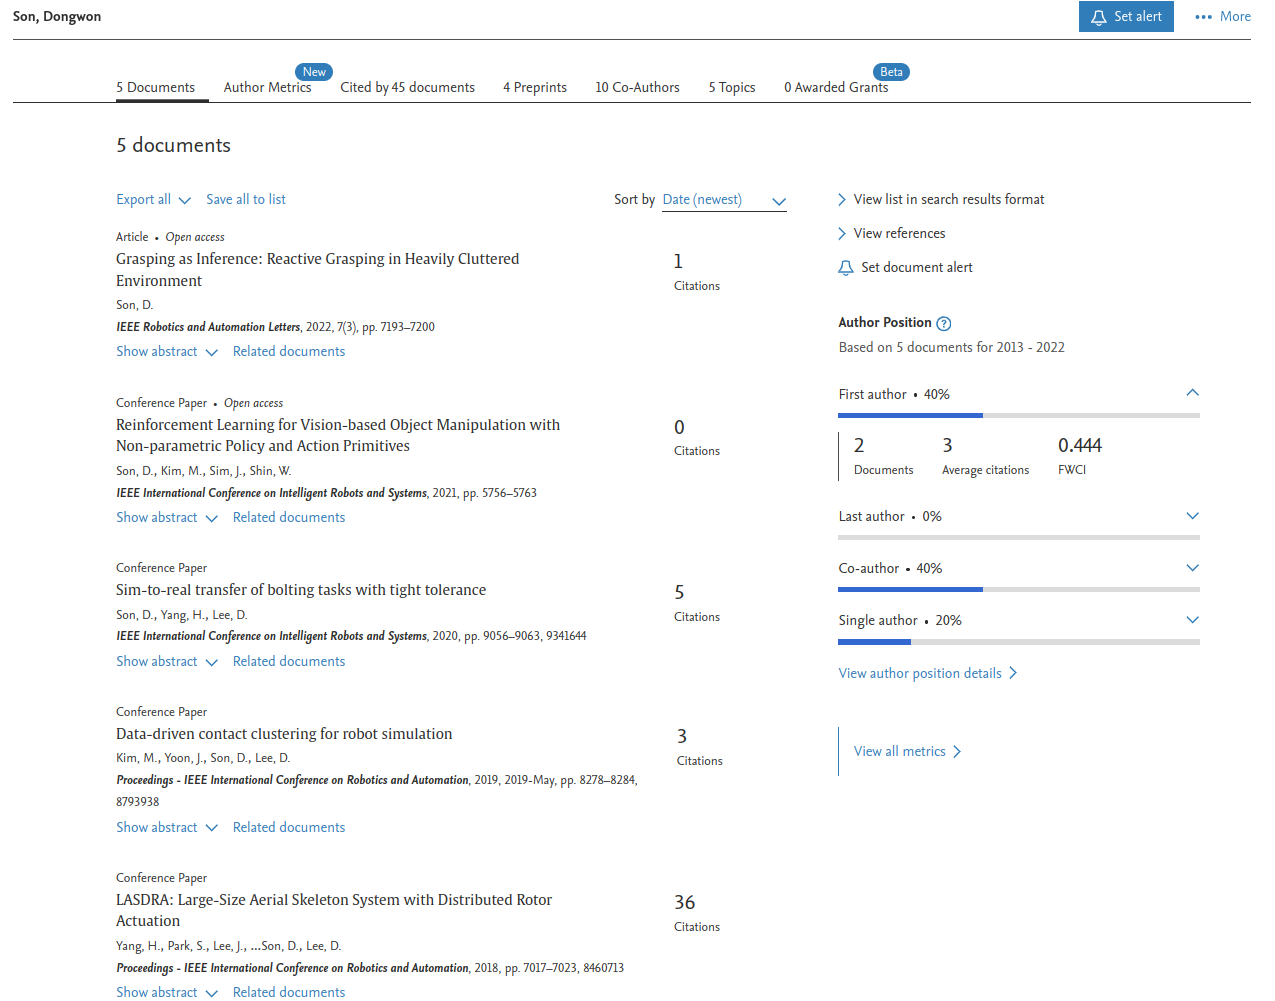 Son, Dongwon
Set alert
More
5 Documents
Author Metrics
New
Cited by 45 documents
4 Preprints
10 Co-Authors
5 Topics
0 Awarded Grants
Beta
5 documents
Export all
Save all to list
Sort by Date (newest)
Article • Open access
Grasping as Inference: Reactive Grasping in Heavily Cluttered
Environment
Son, D.
IEEE Robotics and Automation Letters, 2022, 7(3), pp. 7193–7200
Show abstract
Related documents
1
Citations
Conference Paper • Open access
Reinforcement Learning for Vision-based Object Manipulation with
Non-parametric Policy and Action Primitives
Son, D., Kim, M., Sim, J., Shin, W.
IEEE International Conference on Intelligent Robots and Systems, 2021, pp. 5756–5763
Show abstract
Related documents
0
Citations
Conference Paper
Sim-to-real transfer of bolting tasks with tight tolerance
Son, D., Yang, H., Lee, D.
IEEE International Conference on Intelligent Robots and Systems, 2020, pp. 9056–9063, 9341644
Show abstract
Related documents
5
Citations
Conference Paper
Data-driven contact clustering for robot simulation
Kim, M., Yoon, J., Son, D., Lee, D.
Proceedings - IEEE International Conference on Robotics and Automation, 2019, 2019-May, pp. 8278–8284,
8793938
Show abstract
Related documents
3
Citations
Conference Paper
LASDRA: Large-Size Aerial Skeleton System with Distributed Rotor
Actuation
Yang, H., Park, S., Lee, J., ...Son, D., Lee, D.
Proceedings - IEEE International Conference on Robotics and Automation, 2018, pp. 7017–7023, 8460713
Show abstract
Related documents
36
Citations
View list in search results format
View references
Set document alert
Author Position ?
Based on 5 documents for 2013 - 2022
First author • 40%
2
Documents
3
Average citations
0.444
FWCI
Last author • 0%
Co-author • 40%
Single author • 20%
View author position details
View all metrics